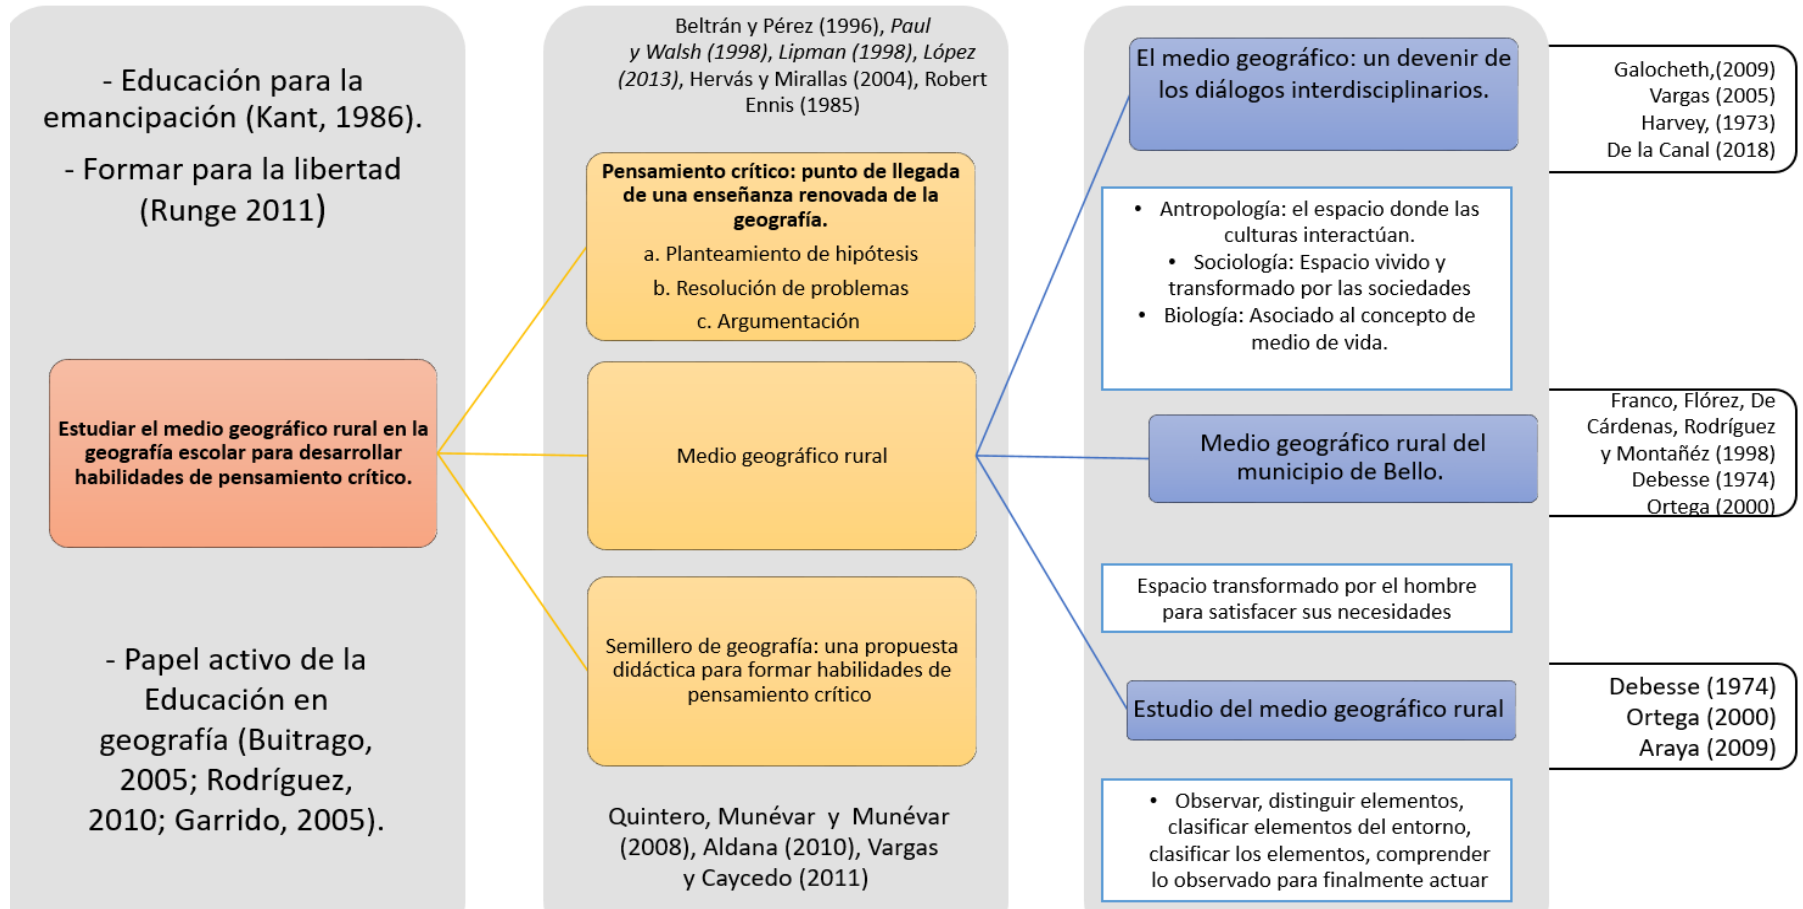 - Educación para la
emancipación (Kant, 1986).
- Formar para la libertad
(Runge 2011)
Estudiar el medio geográfico rural en la
geografía escolar para desarrollar
habilidades de pensamiento crítico.
- Papel activo de la
Educación en
geografía (Buitrago,
2005; Rodríguez,
2010; Garrido, 2005).
Beltrán y Pérez (1996), Paul
y Walsh (1998), Lipman (1998), López
(2013), Hervás y Mirallas (2004), Robert
Ennis (1985)
Pensamiento crítico: punto de llegada
de una enseñanza renovada de la
geografía.
a. Planteamiento de hipótesis
b. Resolución de problemas
c. Argumentación
Medio geográfico rural
Semillero de geografía: una propuesta
didáctica para formar habilidades de
pensamiento crítico
Quintero, Munévar y Munévar
(2008), Aldana (2010), Vargas
y Caycedo (2011)
El medio geográfico: un devenir de
los diálogos interdisciplinarios.
• Antropología: el espacio donde las
culturas interactúan.
• Sociología: Espacio vivido y
transformado por las sociedades
• Biología: Asociado al concepto de
medio de vida.
Medio geográfico rural del
municipio de Bello.
Espacio transformado por el hombre
para satisfacer sus necesidades
Estudio del medio geográfico rural
• Observar, distinguir elementos,
clasificar elementos del entorno,
clasificar los elementos, comprender
lo observado para finalmente actuar
Galocheth,(2009)
Vargas (2005)
Harvey, (1973)
De la Canal (2018)
Franco, Flórez, De
Cárdenas, Rodríguez
y Montañéz (1998)
Debesse (1974)
Ortega (2000)
Debesse (1974)
Ortega (2000)
Araya (2009)